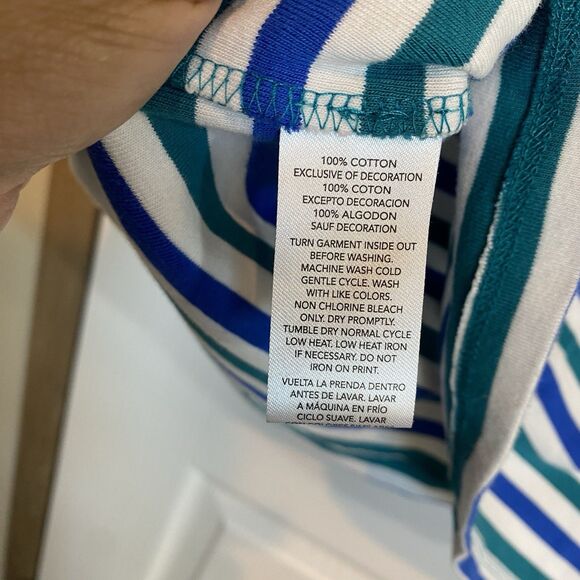 100% COTTON
EXCLUSIVE OF DECORATION
100% COTON
EXCEPTO DECORACION
100% ALGODON
SAUF DECORATION
TURN GARMENT INSIDE OUT
BEFORE WASHING.
MACHINE WASH COLD
GENTLE CYCLE. WASH
WITH LIKE COLORS.
NON CHLORINE BLEACH
ONLY. DRY PROMPTLY.
TUMBLE DRY NORMAL CYCLE
LOW HEAT. LOW HEAT IRON
IF NECESSARY. DO NOT
IRON ON PRINT.
VUELTA LA PRENDA DENTRO
ANTES DE LAVAR. LAVAR
A MÁQUINA EN FRÍO
CICLO SUAVE. LAVAR